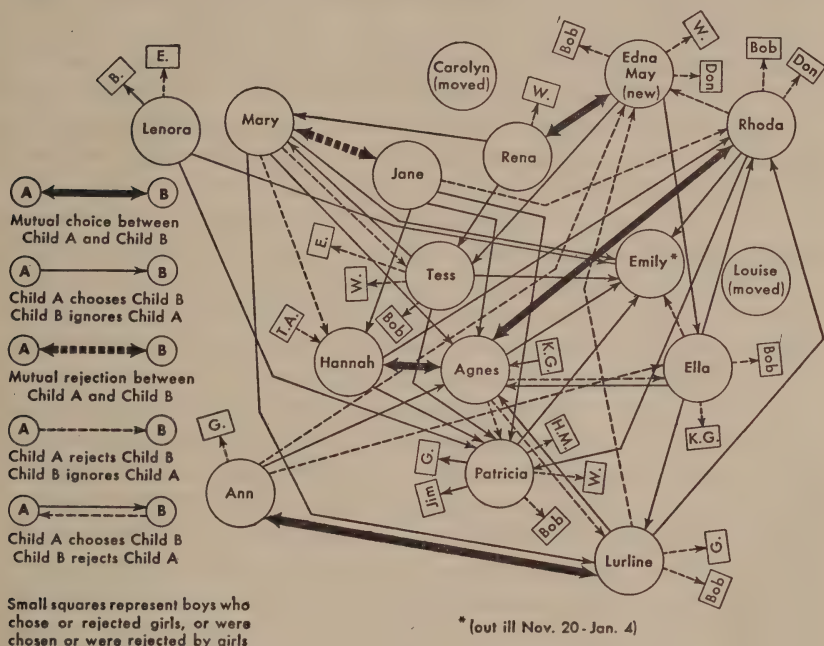 B.
E.
Lenora
Mary
Carolyn
(moved)
W.
Rena
Jane
Bob
W.
Edna
May
(new)
Don
Bob
Don
Rhoda
A
B
Mutual choice between
Child A and Child B
A
B
Child A chooses Child B
Child B ignores Child A
A
B
Mutual rejection between
Child A and Child B
A
B
Child A rejects Child B
Child B ignores Child A
A
B
Child A chooses Child B
Child B rejects Child A
Small squares represent boys who
chose or rejected girls, or were
chosen or were rejected by girls
E.
W.
Bob
Tess
Emily*
Louise
(moved)
T.A.
Hannah
Agnes
K.G.
Ella
Bob
K.G.
G.
Ann
G.
Jim
Patricia
H.M.
W.
Bob
Lurline
G.
Bob
*(out ill Nov. 20-Jan. 4)